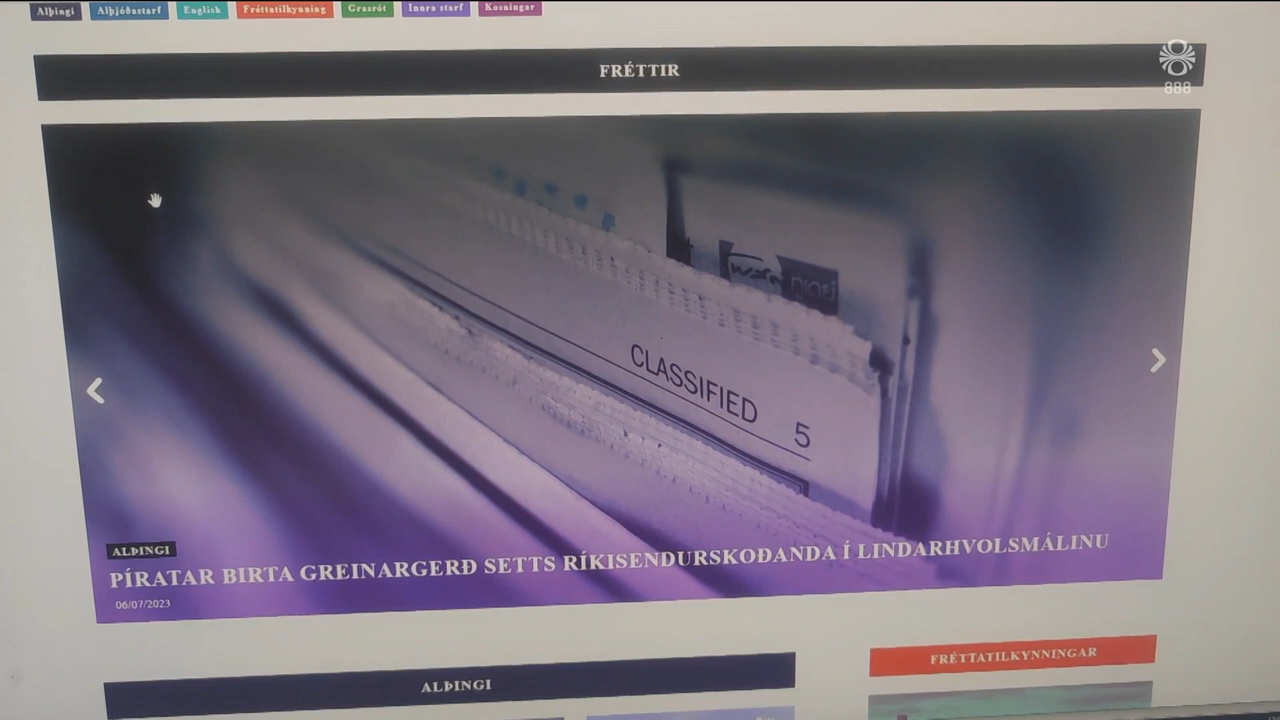 Alþingi
Alþjóðastarf
English
Fréttatilkynning
Grasrót
Innra starf
Kosningar
FRÉTTIR
888
CLASSIFIED 5
ALÞINGI
PÍRATAR BIRTA GREINARGERÐ SETTS RÍKISENDURSKOÐANDA Í LINDARHVOLSMÁLINU
06/07/2023
ALÞINGI
FRÉTTATILKYNNINGAR